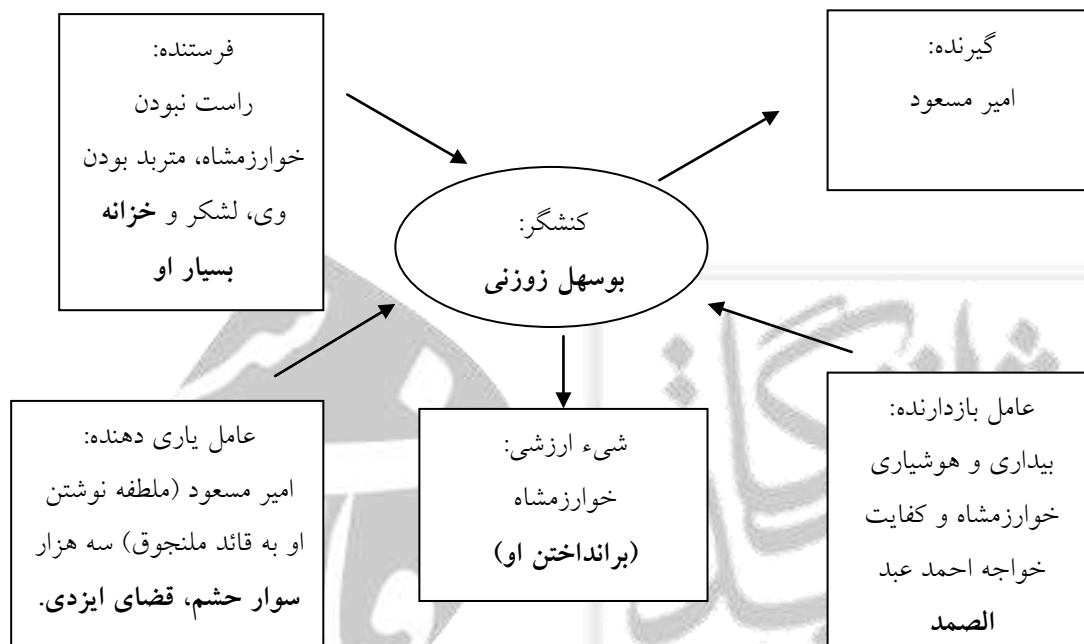 گیرنده:
امیر مسعود
فرستنده:
راست نبودن
خوارزمشاه، متربد بودن
وی، لشکر و خزانه
بسیار او
کنشگر:
بوسهل زوزنی
عامل بازدارنده:
بیداری و هوشیاری
خوارزمشاه و کفایت
خواجه احمد عبد
الصمد
شیء ارزشی:
خوارزمشاه
(برانداختن او)
عامل یاری دهنده:
امیر مسعود (ملطفه نوشتن
او به قائد ملنجوق) سه هزار
سوار حشم، قضای ایزدی.